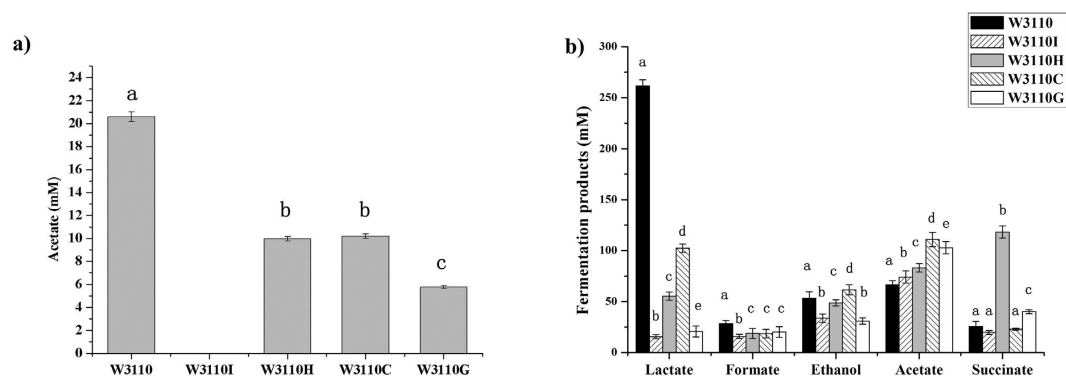 a)
Acetate (mM)
24
22
20
18
16
14
12
10
8
6
4
2
0
a
b
b
c
W3110 W3110I W3110H W3110C W3110G
b)
Fermentation products (mM)
300
250
200
150
100
50
0
W3110
W3110I
W3110H
W3110C
W3110G
a
b
c
d
e
a
b
c
c
c
a
b
c
d
b
a
b
c
d
e
a
a
b
a
c
Lactate Formate Ethanol Acetate Succinate